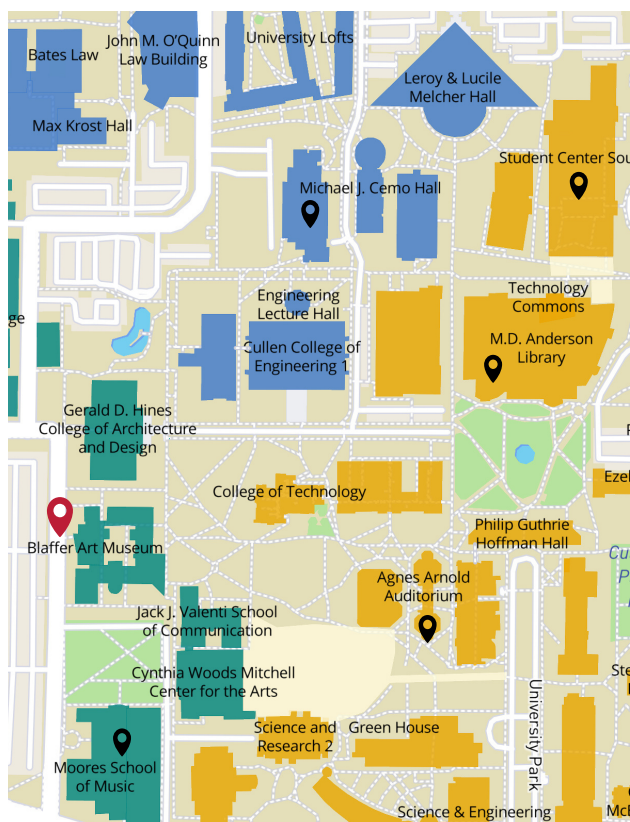 Bates Law
John M. O'Quinn
Law Building
University Lofts
Leroy & Lucile
Melcher Hall
Max Krost Hall
Student Center Sou
Michael J. Cemo Hall
Technology
Commons
Engineering
Lecture Hall
ge
M.D. Anderson
Library
Cullen College of
Engineering 1
Gerald D. Hines
College of Architecture
and Design
College of Technology
Ezel
Philip Guthrie
Hoffman Hall
Blaffer Art Museum
Cu
P
Agnes Arnold
Auditorium
Jack J. Valenti School
of Communication
Cynthia Woods Mitchell
Center for the Arts
Ste
University Park
Science and
Research 2
Green House
Moores School
of Music
Science & Engineering
McE